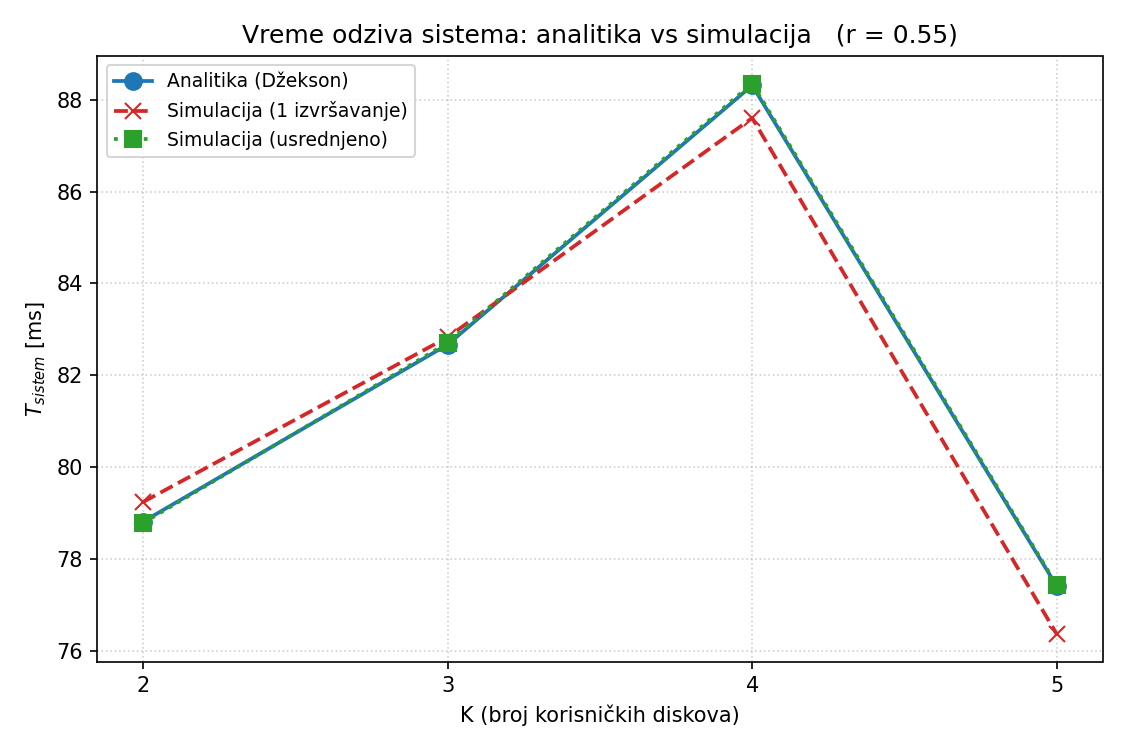 Vreme odziva sistema: analitika vs simulacija (r = 0.55)
Analitika (Džekson)
Simulacija (1 izvršavanje)
Simulacija (usrednjeno)
88
86
84
82
80
78
76
T_sistem [ms]
2 3 4 5
K (broj korisničkih diskova)